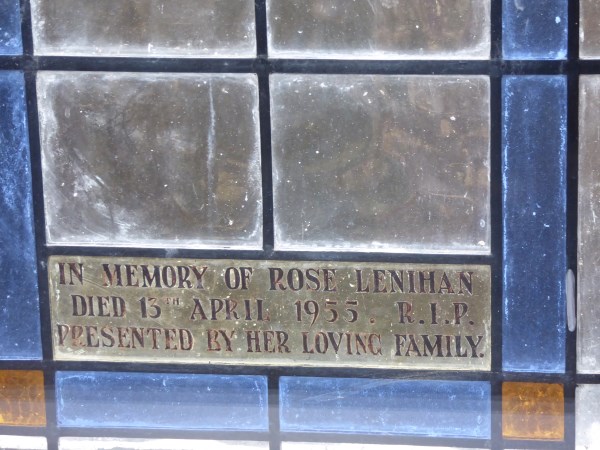 IN MEMORY OF ROSE LENIHAN
DIED 13TH APRIL 1955. R.I.P.
PRESENTED BY HER LOVING FAMILY.